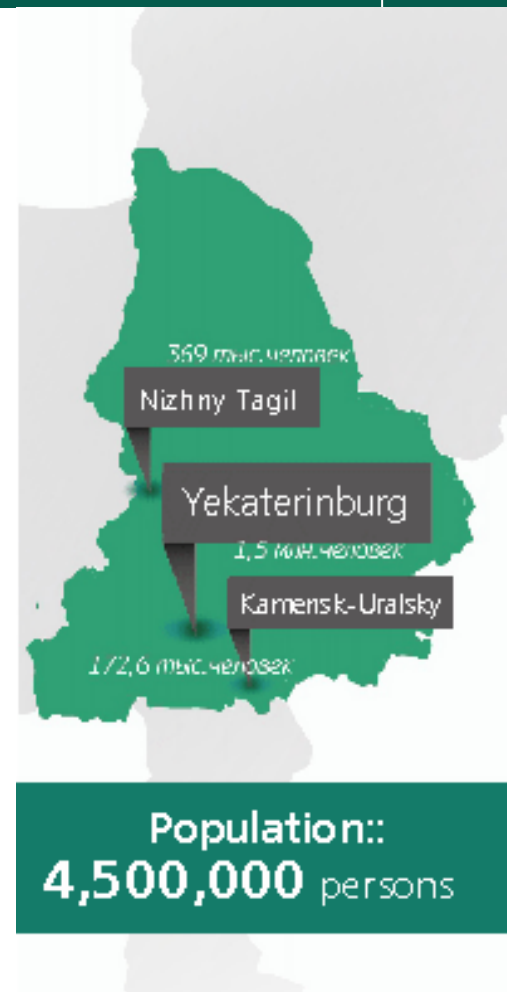 369 тыс.человек
Nizhny Tagil
Yekaterinburg
1,5 млн.человек
Kamensk-Uralsky
172,6 тыс.человек
Population::
4,500,000 persons